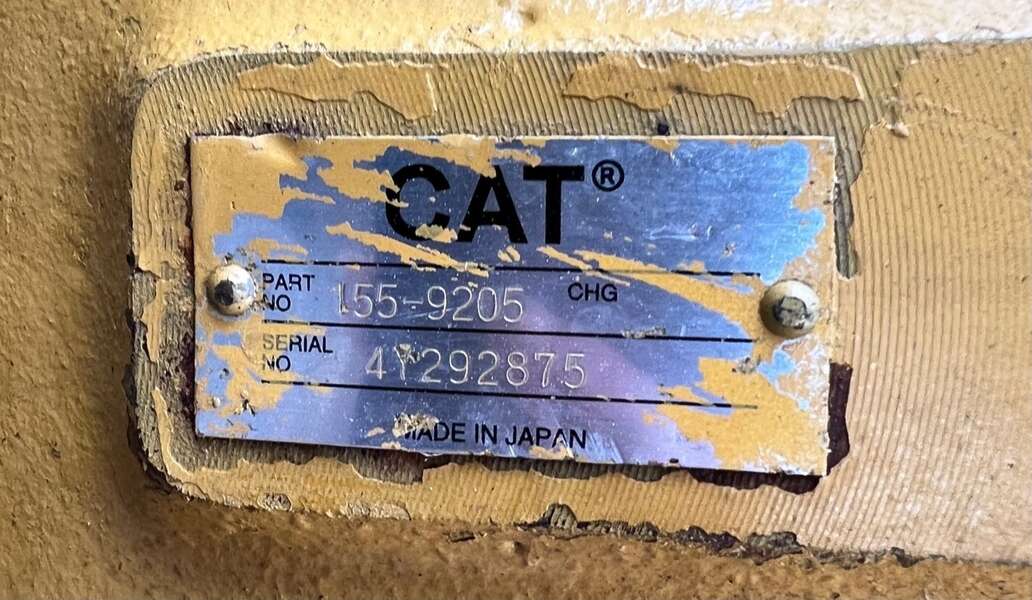 CAT®
PART NO 155-9205 CHG
SERIAL NO 4Y292875
MADE IN JAPAN